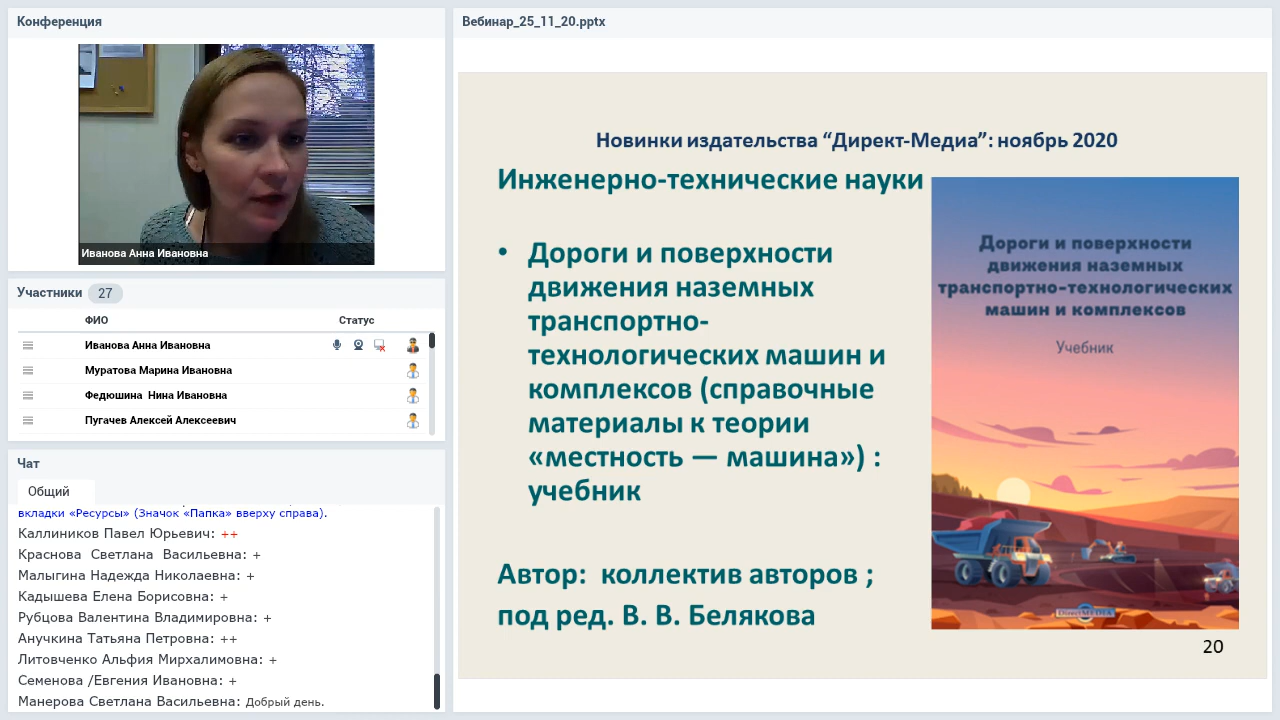 Конференция
Иванова Анна Ивановна
Участники 27
ФИО Статус
Иванова Анна Ивановна
Муратова Марина Ивановна
Федюшина Нина Ивановна
Пугачев Алексей Алексеевич
Чат
Общий
вкладки «Ресурсы» (Значок «Папка» вверху справа).
Каллиников Павел Юрьевич: ++
Краснова Светлана Васильевна: +
Малыгина Надежда Николаевна: +
Кадышева Елена Борисовна: +
Рубцова Валентина Владимировна: +
Анучкина Татьяна Петровна: ++
Литовченко Альфия Мирхалимовна: +
Семенова /Евгения Ивановна: +
Манерова Светлана Васильевна: Добрый день.
Вебинар_25_11_20.pptx
Новинки издательства “Директ-Медиа”: ноябрь 2020
Инженерно-технические науки
• Дороги и поверхности
движения наземных
транспортно-
технологических машин и
комплексов (справочные
материалы к теории
«местность — машина») :
учебник
Автор: коллектив авторов ;
под ред. В. В. Белякова
Дороги и поверхности
движения наземных
транспортно-технологических
машин и комплексов
Учебник
DirectMEDIA
20